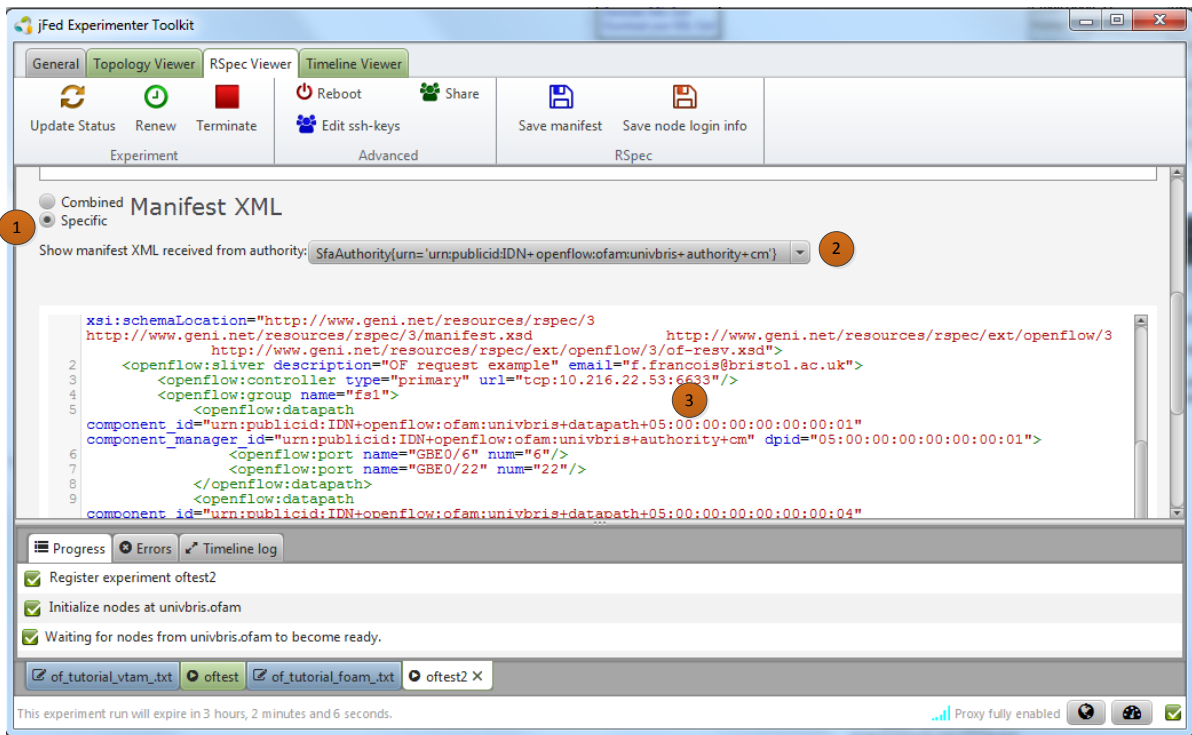 jFed Experimenter Toolkit
General Topology Viewer RSpec Viewer Timeline Viewer
Update Status Renew Terminate
Experiment
Reboot Share
Edit ssh-keys
Advanced
Save manifest Save node login info
RSpec
Combined
Specific
Manifest XML
1
Show manifest XML received from authority: SfaAuthority{urn='urn:publicid:IDN+openflow:ofam:univbris+authority+cm'}
2
xsi:schemaLocation="http://www.geni.net/resources/rspec/3
http://www.geni.net/resources/rspec/3/manifest.xsd http://www.geni.net/resources/rspec/ext/openflow/3
http://www.geni.net/resources/rspec/ext/openflow/3/of-resv.xsd">
2 <openflow:sliver description="OF request example" email="f.francois@bristol.ac.uk">
3 <openflow:controller type="primary" url="tcp:10.216.22.53:6633"/>
4 <openflow:group name="fs1">
3
5 <openflow:datapath
component_id="urn:publicid:IDN+openflow:ofam:univbris+datapath+05:00:00:00:00:00:00:01"
component_manager_id="urn:publicid:IDN+openflow:ofam:univbris+authority+cm" dpid="05:00:00:00:00:00:00:01">
6 <openflow:port name="GBE0/6" num="6"/>
7 <openflow:port name="GBE0/22" num="22"/>
8 </openflow:datapath>
9 <openflow:datapath
component_id="urn:publicid:IDN+openflow:ofam:univbris+datapath+05:00:00:00:00:00:00:04"
Progress Errors Timeline log
Register experiment oftest2
Initialize nodes at univbris.ofam
Waiting for nodes from univbris.ofam to become ready.
of_tutorial_vtam_.txt oftest of_tutorial_foam_.txt oftest2
This experiment run will expire in 3 hours, 2 minutes and 6 seconds.
Proxy fully enabled